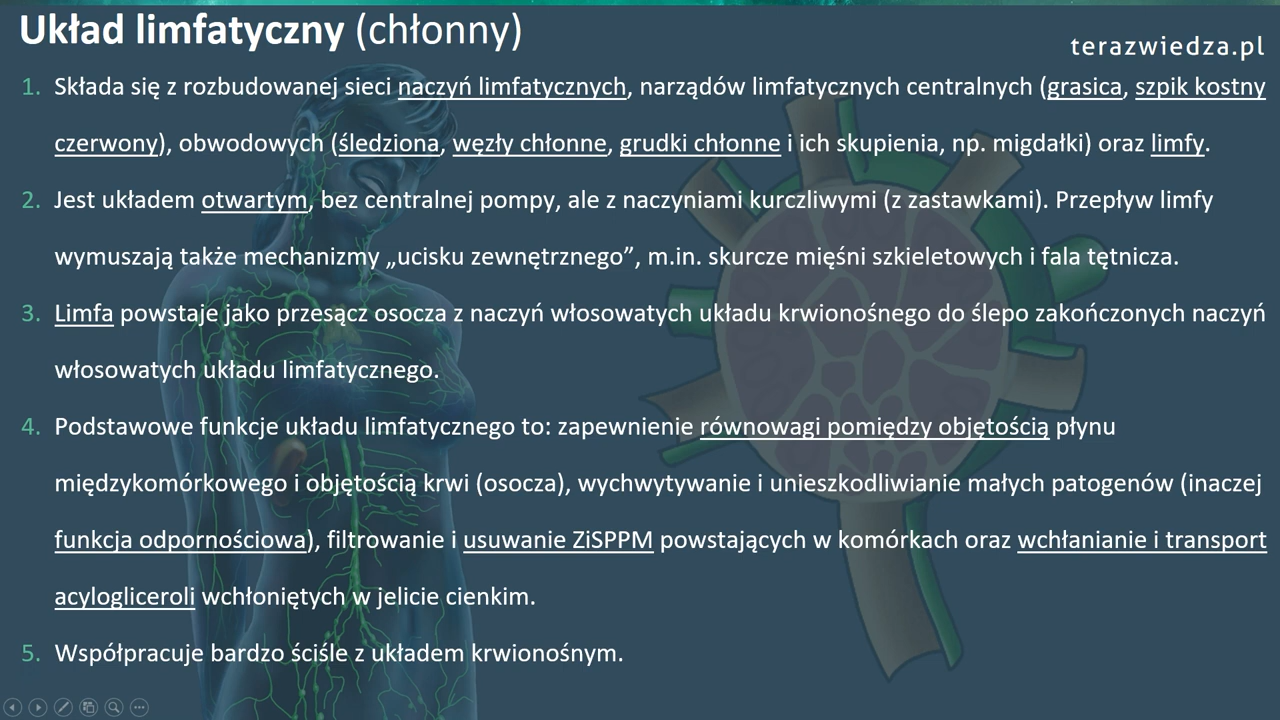 Układ limfatyczny (chłonny)
terazwiedza.pl
1. Składa się z rozbudowanej sieci naczyń limfatycznych, narządów limfatycznych centralnych (grasica, szpik kostny
czerwony), obwodowych (śledziona, węzły chłonne, grudki chłonne i ich skupienia, np. migdałki) oraz limfy.
2. Jest układem otwartym, bez centralnej pompy, ale z naczyniami kurczliwymi (z zastawkami). Przepływ limfy
wymuszają także mechanizmy „ucisku zewnętrznego”, m.in. skurcze mięśni szkieletowych i fala tętnicza.
3. Limfa powstaje jako przesącz osocza z naczyń włosowatych układu krwionośnego do ślepo zakończonych naczyń
włosowatych układu limfatycznego.
4. Podstawowe funkcje układu limfatycznego to: zapewnienie równowagi pomiędzy objętością płynu
międzykomórkowego i objętością krwi (osocza), wychwytywanie i unieszkodliwianie małych patogenów (inaczej
funkcja odpornościowa), filtrowanie i usuwanie ZiSPPM powstających w komórkach oraz wchłanianie i transport
acylogliceroli wchłoniętych w jelicie cienkim.
5. Współpracuje bardzo ściśle z układem krwionośnym.